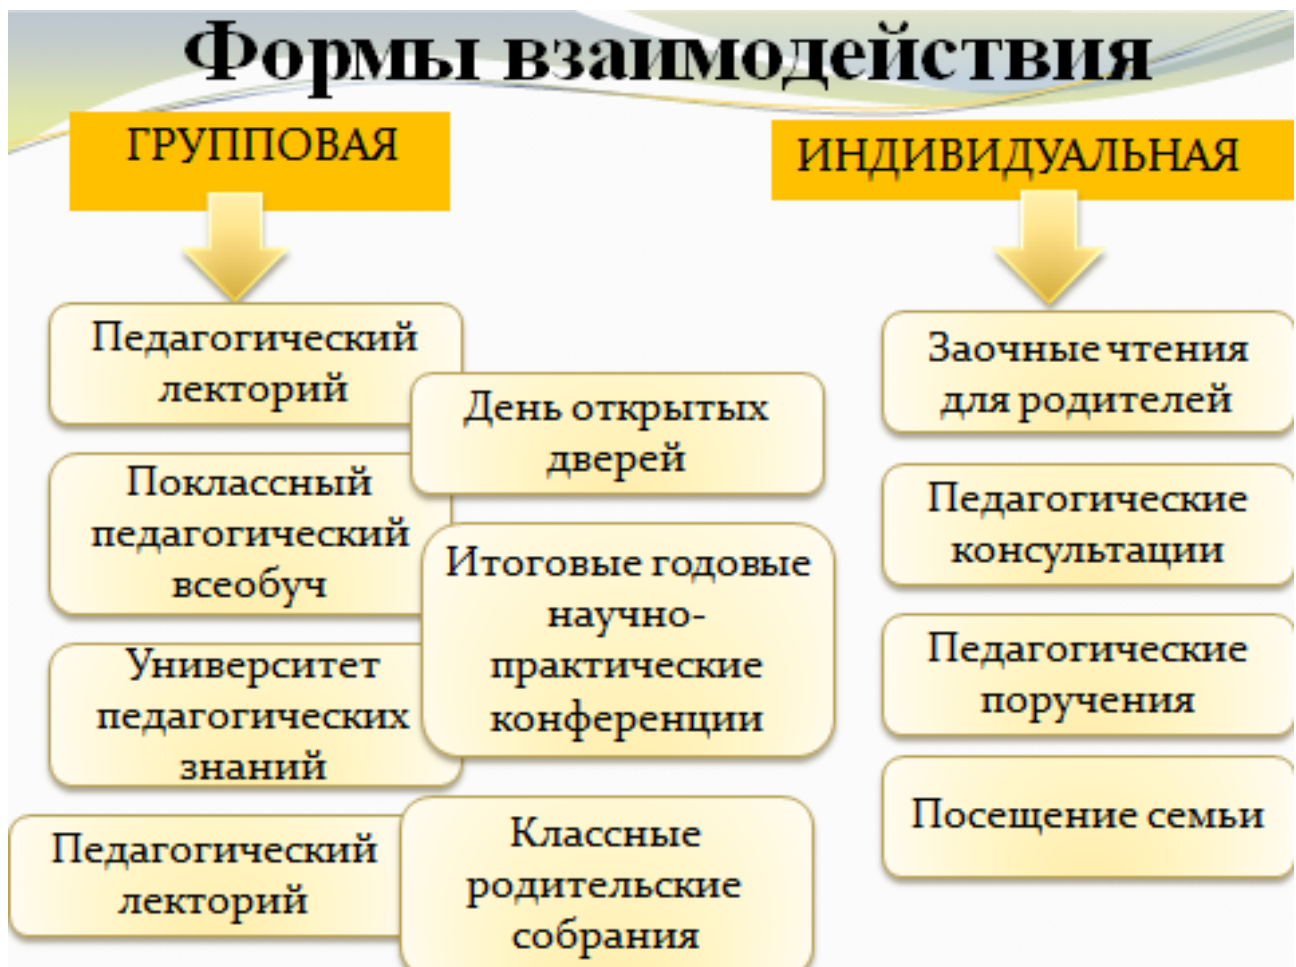 Формы взаимодействия
ГРУППОВАЯ
Педагогический
лекторий
Поклассный
педагогический
всеобуч
Университет
педагогических
знаний
Педагогический
лекторий
День открытых
дверей
Итоговые годовые
научно-
практические
конференции
Классные
родительские
собрания
ИНДИВИДУАЛЬНАЯ
Заочные чтения
для родителей
Педагогические
консультации
Педагогические
поручения
Посещение семьи